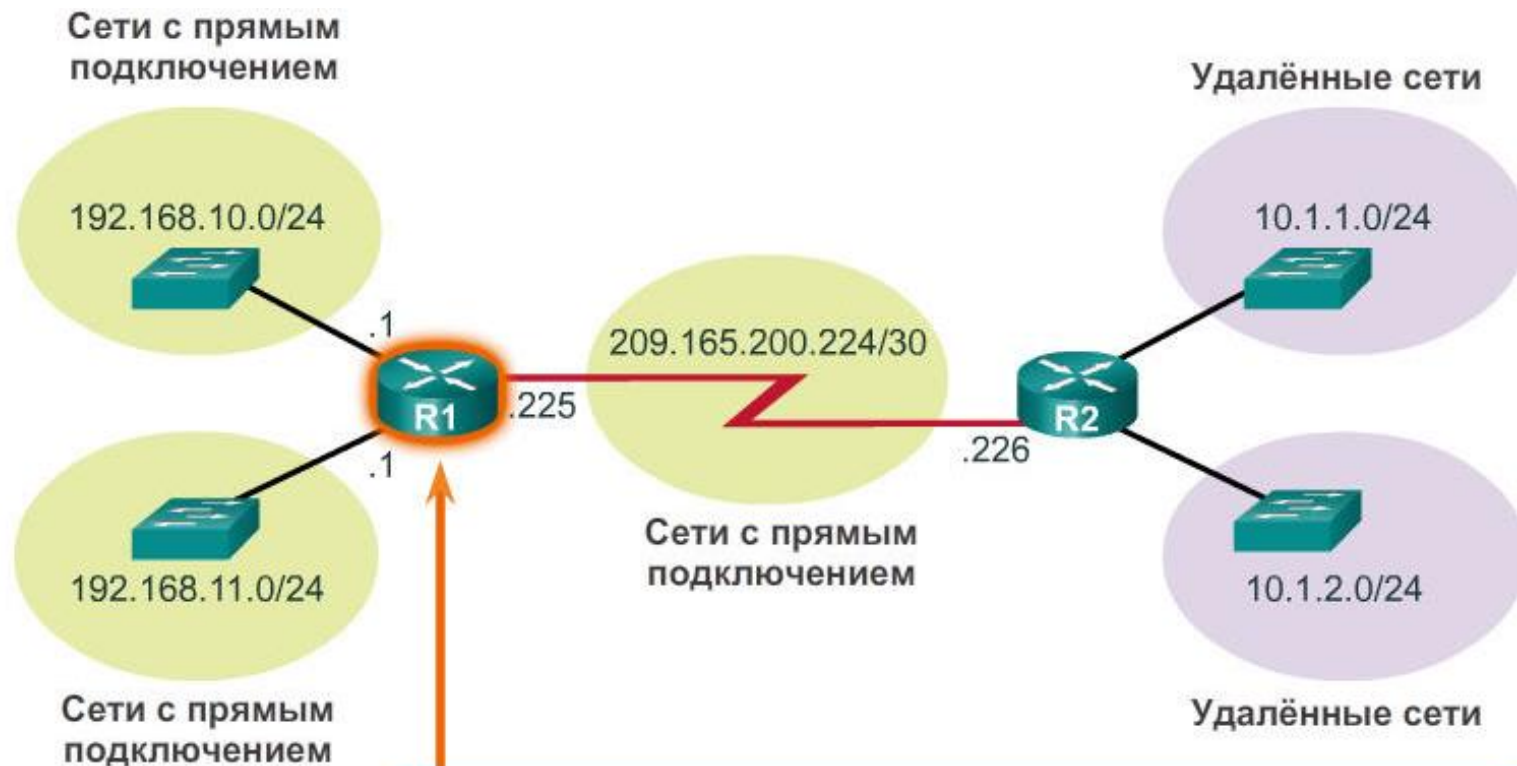 Сети с прямым
подключением
Удалённые сети
192.168.10.0/24
10.1.1.0/24
.1
209.165.200.224/30
R1
.225
R2
.226
.1
Сети с прямым
подключением
192.168.11.0/24
10.1.2.0/24
Сети с прямым
подключением
Удалённые сети